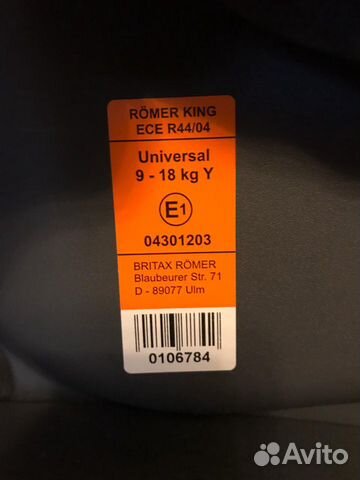 RÖMER KING
ECE R44/04
Universal
9 - 18 kg Y
E1
04301203
BRITAX RÖMER
Blaubeurer Str. 71
D - 89077 Ulm
0106784
Avito